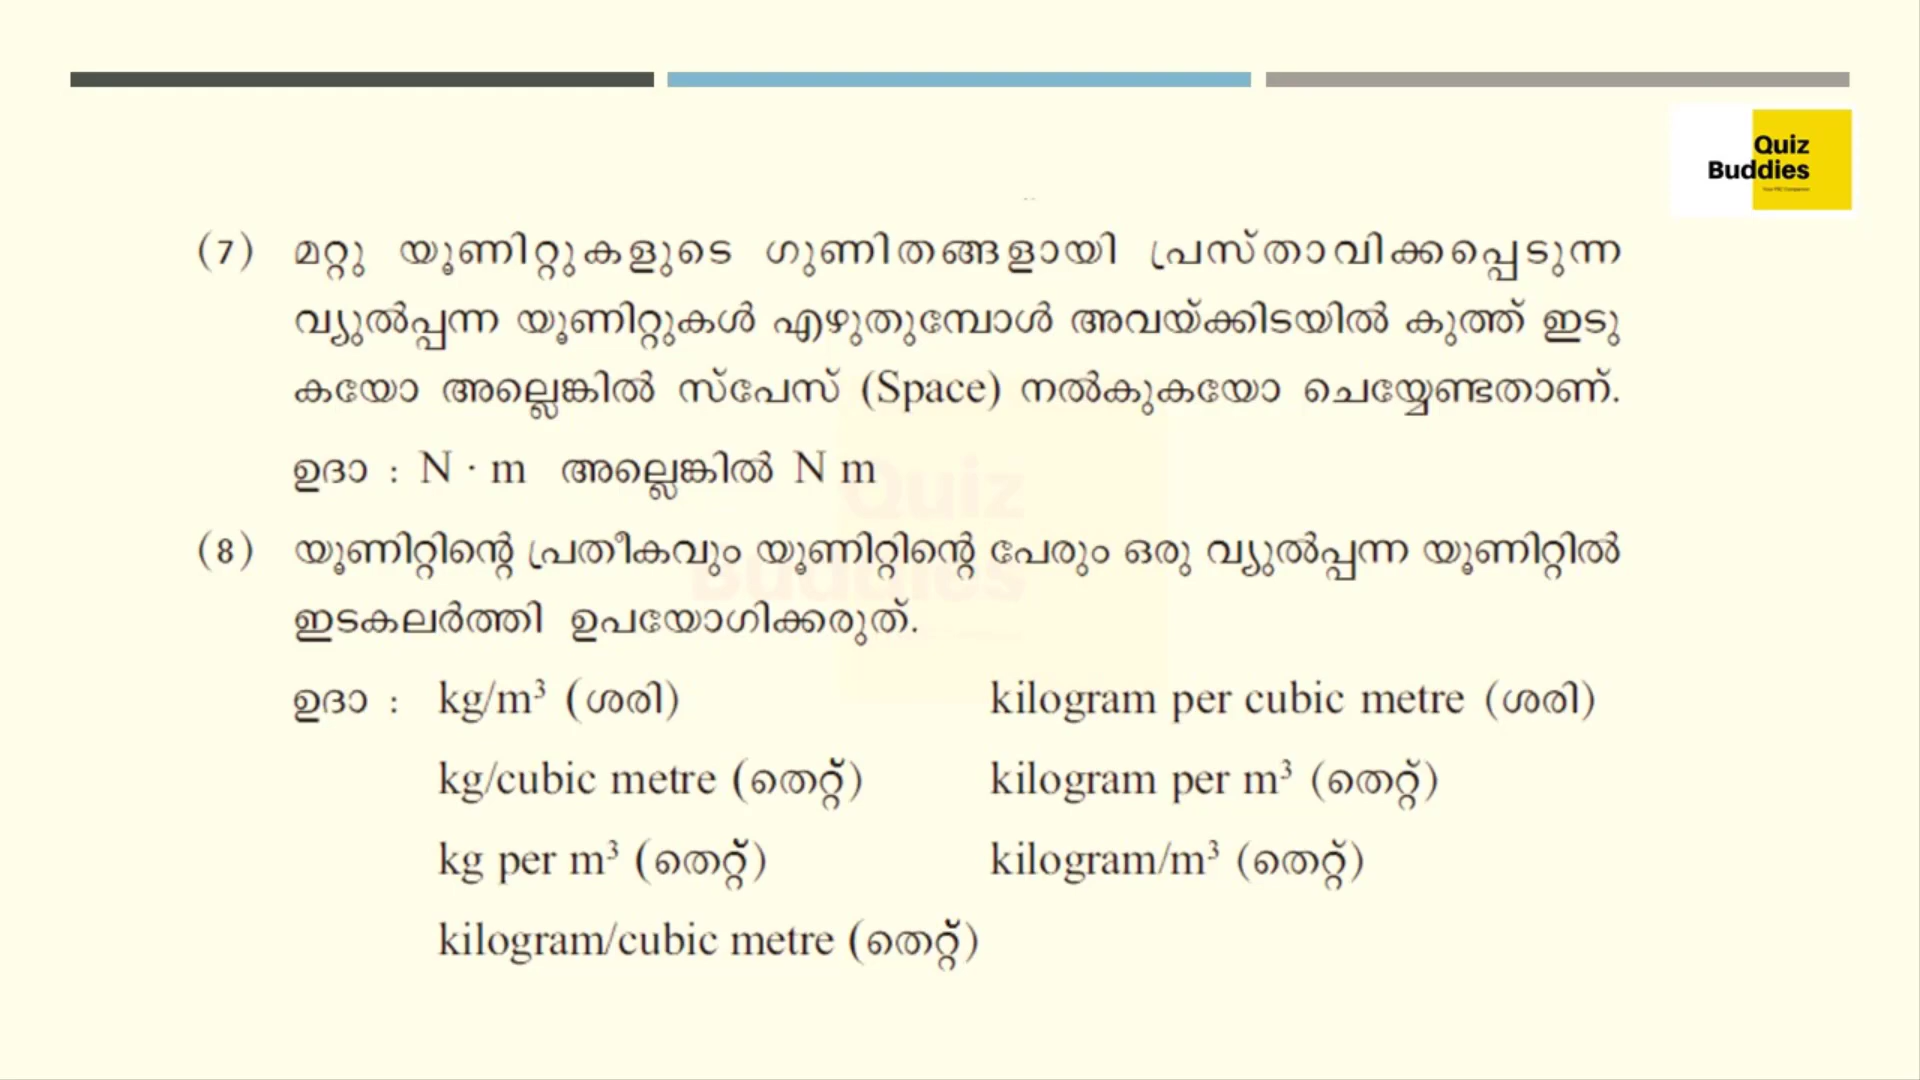 Quiz
Buddies
(7) മറ്റു യൂണിറ്റുകളുടെ ഗുണിതങ്ങളായി പ്രസ്താവിക്കപ്പെടുന്ന
വ്യുൽപ്പന്ന യൂണിറ്റുകൾ എഴുതുമ്പോൾ അവയ്ക്കിടയിൽ കുത്ത് ഇടു
കയോ അല്ലെങ്കിൽ സ്പേസ് (Space) നൽകുകയോ ചെയ്യേണ്ടതാണ്.
ഉദാ : N · m അല്ലെങ്കിൽ N m
(8) യൂണിറ്റിന്റെ പ്രതീകവും യൂണിറ്റിന്റെ പേരും ഒരു വ്യുൽപ്പന്ന യൂണിറ്റിൽ
ഇടകലർത്തി ഉപയോഗിക്കരുത്.
ഉദാ : kg/m³ (ശരി) kilogram per cubic metre (ശരി)
kg/cubic metre (തെറ്റ്) kilogram per m³ (തെറ്റ്)
kg per m³ (തെറ്റ്) kilogram/m³ (തെറ്റ്)
kilogram/cubic metre (തെറ്റ്)
Quiz
Buddies